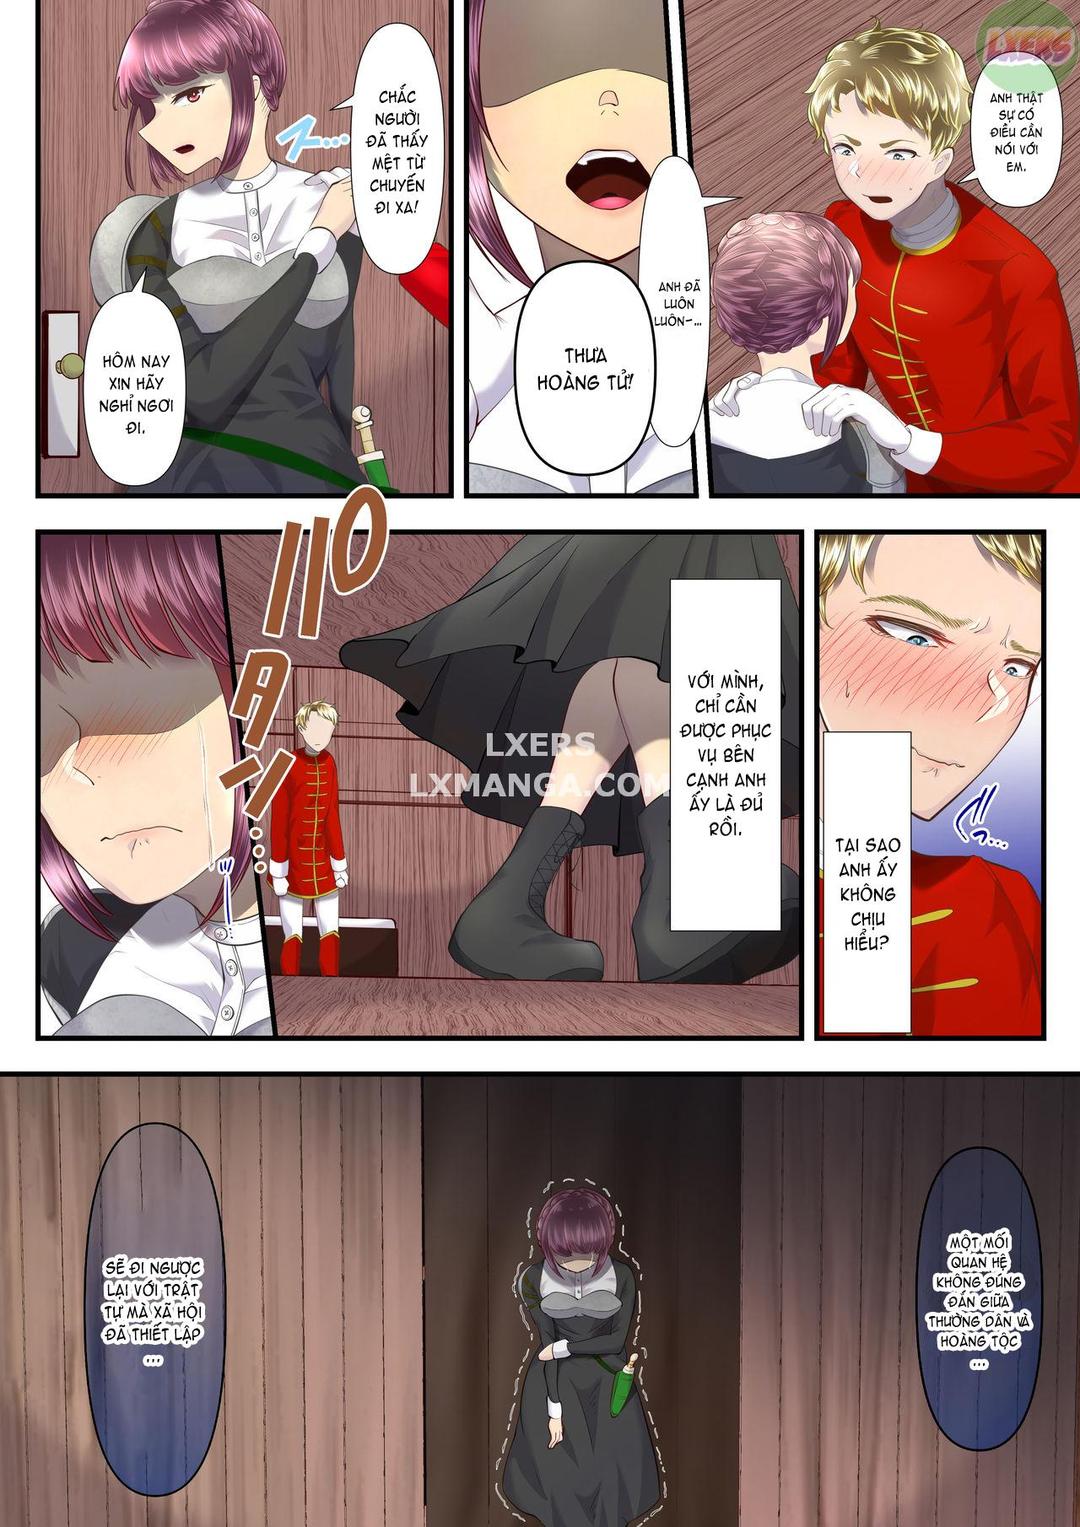 LXERS
ANH THẬT
SỰ CÓ
ĐIỀU CẦN
NÓI VỚI
EM.
ANH ĐÃ
LUÔN
LUÔN-...
THƯA
HOÀNG TỬ!
CHẮC
NGƯỜI
ĐÃ THẤY
MỆT TỪ
CHUYẾN
ĐI XA!
HÔM NAY
XIN HÃY
NGHỈ NGƠI
ĐI.
TẠI SAO
ANH ẤY
KHÔNG
CHỊU
HIỂU?
VỚI MÌNH,
CHỈ CẦN
ĐƯỢC PHỤC
VỤ BÊN
CẠNH ANH
ẤY LÀ ĐỦ
RỒI.
LXERS
LXMANGA.COM
MỘT MỐI
QUAN HỆ
KHÔNG ĐÚNG
ĐẮN GIỮA
THƯỜNG DÂN VÀ
HOÀNG TỘC
...
SẼ ĐI NGƯỢC
LẠI VỚI TRẬT
TỰ MÀ XÃ HỘI
ĐÃ THIẾT LẬP
...